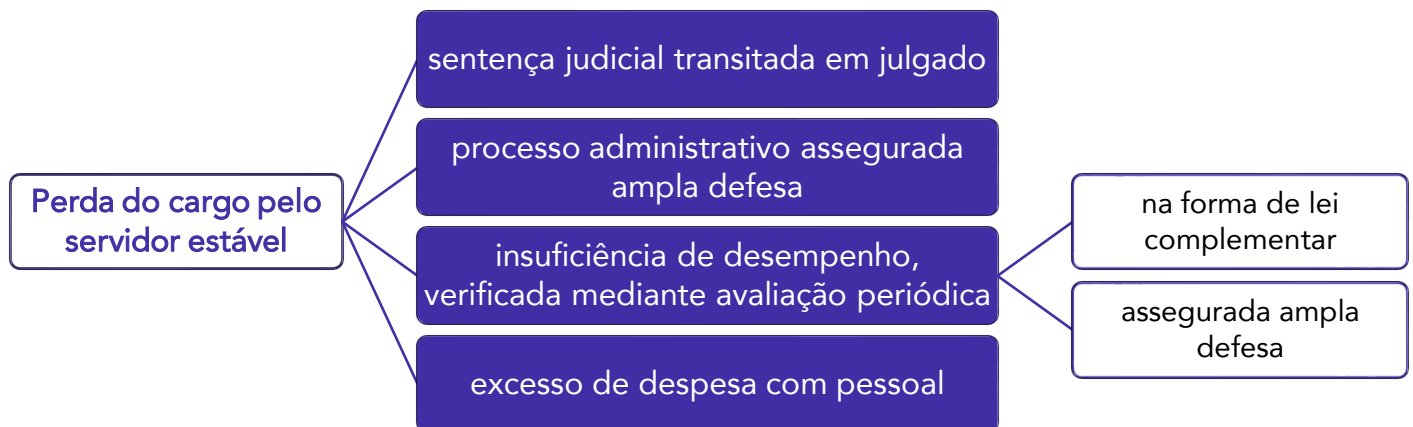 Perda do cargo pelo
servidor estável
sentença judicial transitada em julgado
processo administrativo assegurada
ampla defesa
insuficiência de desempenho,
verificada mediante avaliação periódica
na forma de lei
complementar
assegurada ampla
defesa
excesso de despesa com pessoal